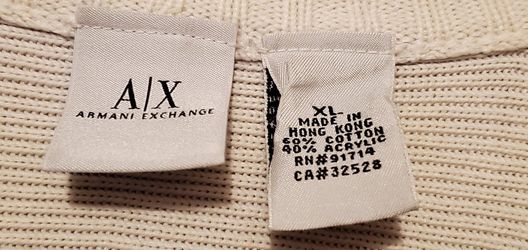 A|X
ARMANI EXCHANGE
XL
MADE IN
HONG KONG
60% COTTON
40% ACRYLIC
RN#91714
CA#32528